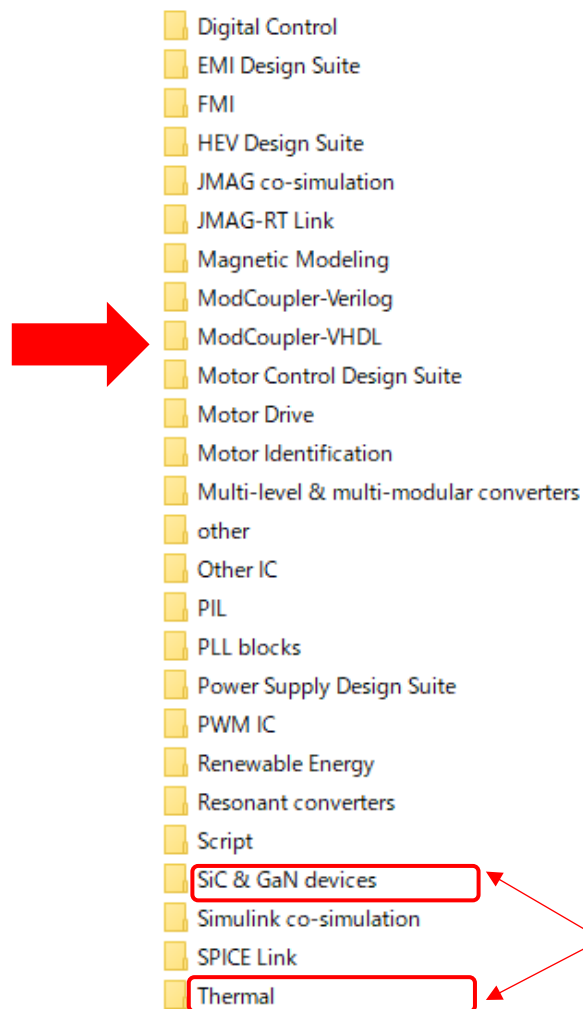 Digital Control
EMI Design Suite
FMI
HEV Design Suite
JMAG co-simulation
JMAG-RT Link
Magnetic Modeling
ModCoupler-Verilog
ModCoupler-VHDL
Motor Control Design Suite
Motor Drive
Motor Identification
Multi-level & multi-modular converters
other
Other IC
PIL
PLL blocks
Power Supply Design Suite
PWM IC
Renewable Energy
Resonant converters
Script
SiC & GaN devices
Simulink co-simulation
SPICE Link
Thermal